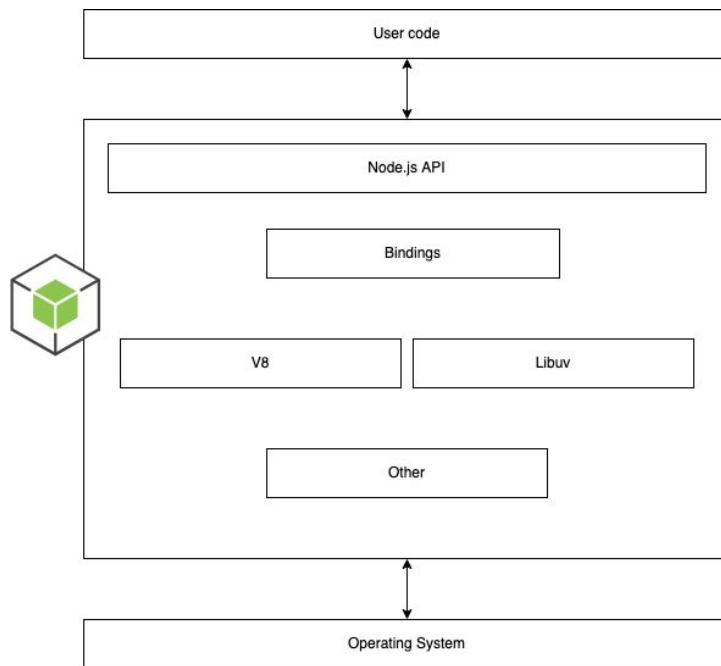 User code
Node.js API
Bindings
V8
Libuv
Other
Operating System